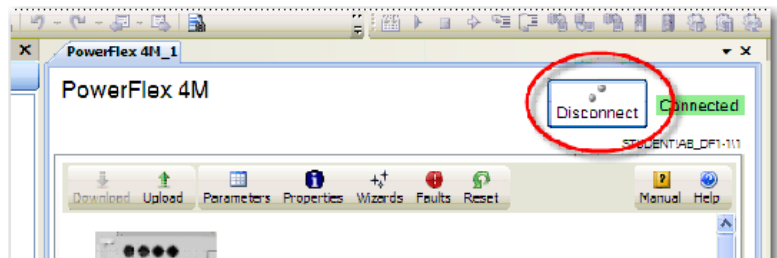 PowerFlex 4M_1
PowerFlex 4M
Disconnect
Connected
STUDENT\AB_DF1-1\1
Download Upload Parameters Properties Wizards Faults Reset Manual Help